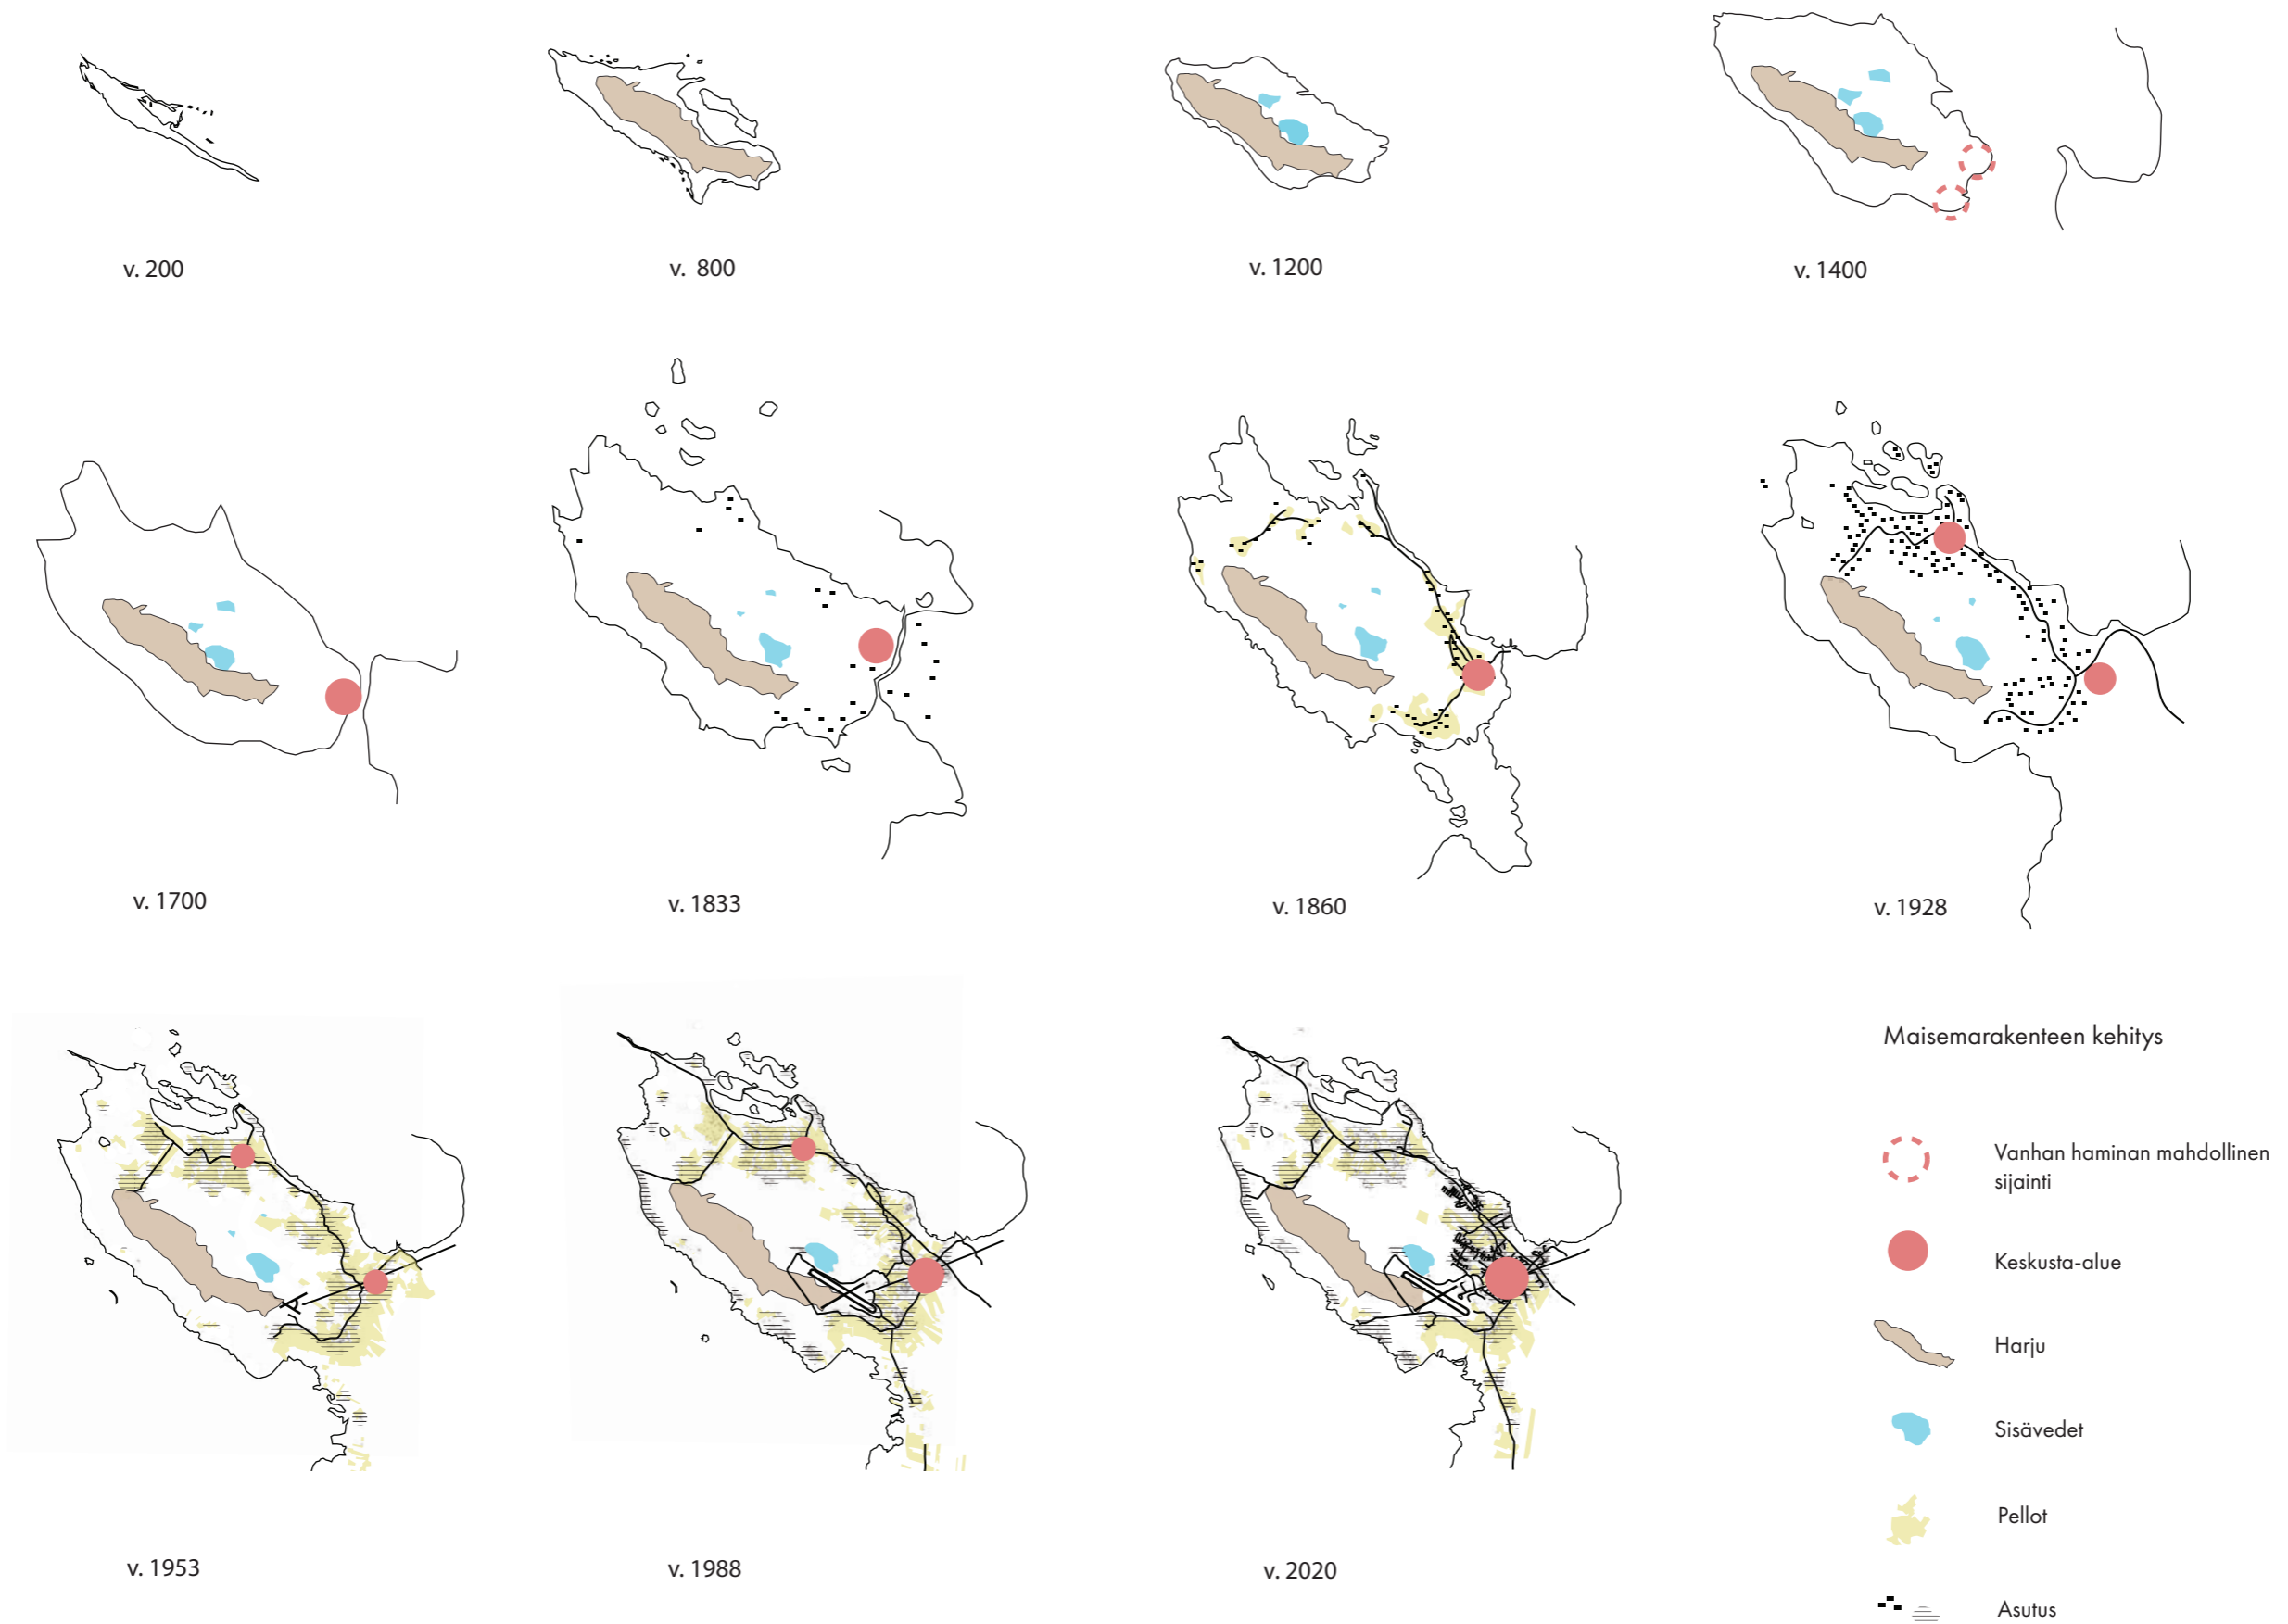 v. 200
v. 800
v. 1200
v. 1400
v. 1700
v. 1833
v. 1860
v. 1928
v. 1953
v. 1988
v. 2020
Maisemarakenteen kehitys
Vanhan haminan mahdollinen
sijainti
Keskusta-alue
Harju
Sisävedet
Pellot
Asutus